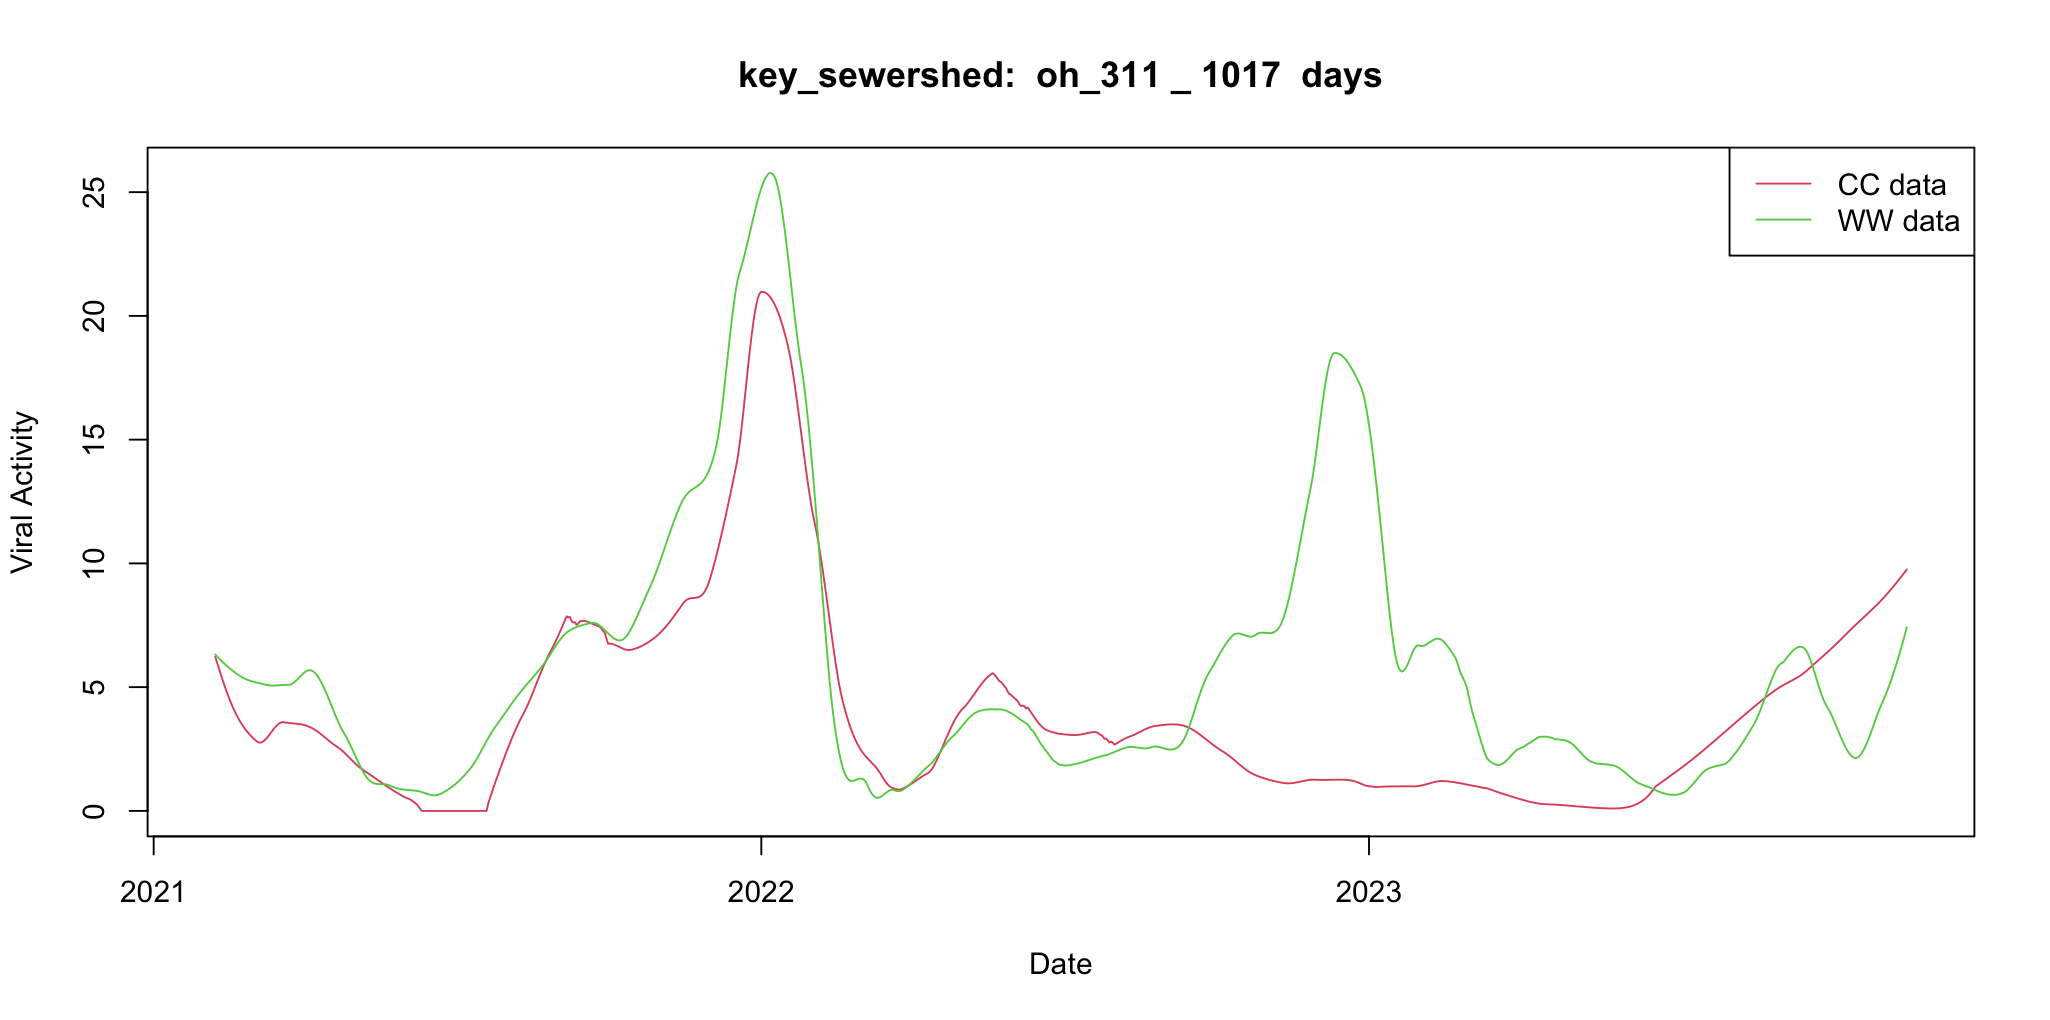 key_sewershed: oh_311 _ 1017 days
CC data
WW data
Viral Activity
25
20
15
10
5
0
2021
2022
2023
Date